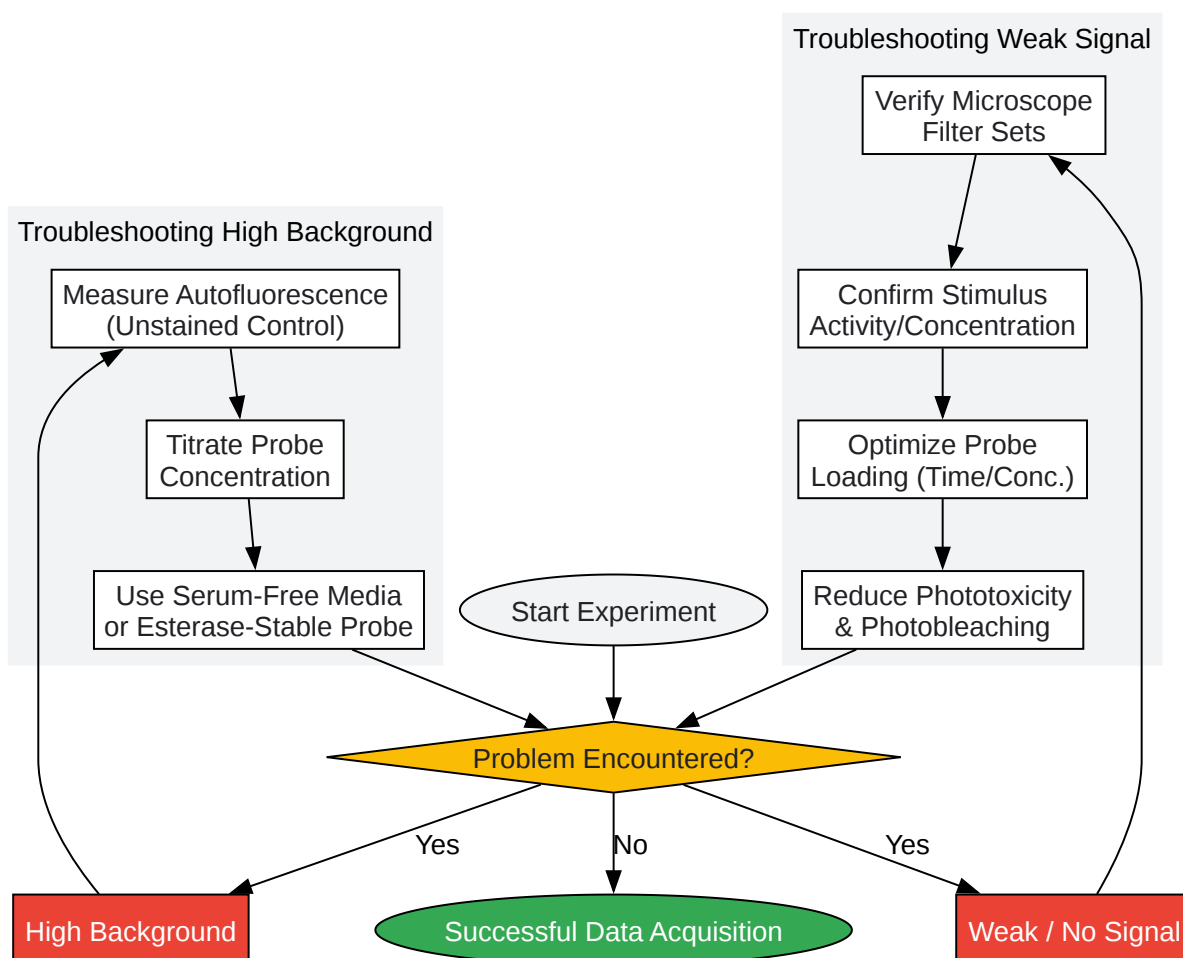 Troubleshooting Weak Signal
Verify Microscope
Filter Sets
Troubleshooting High Background
Measure Autofluorescence
(Unstained Control)
Confirm Stimulus
Activity/Concentration
Titrate Probe
Concentration
Optimize Probe
Loading (Time/Conc.)
Use Serum-Free Media
or Esterase-Stable Probe
Start Experiment
Reduce Phototoxicity
& Photobleaching
Problem Encountered?
Yes
No
Yes
High Background
Successful Data Acquisition
Weak / No Signal